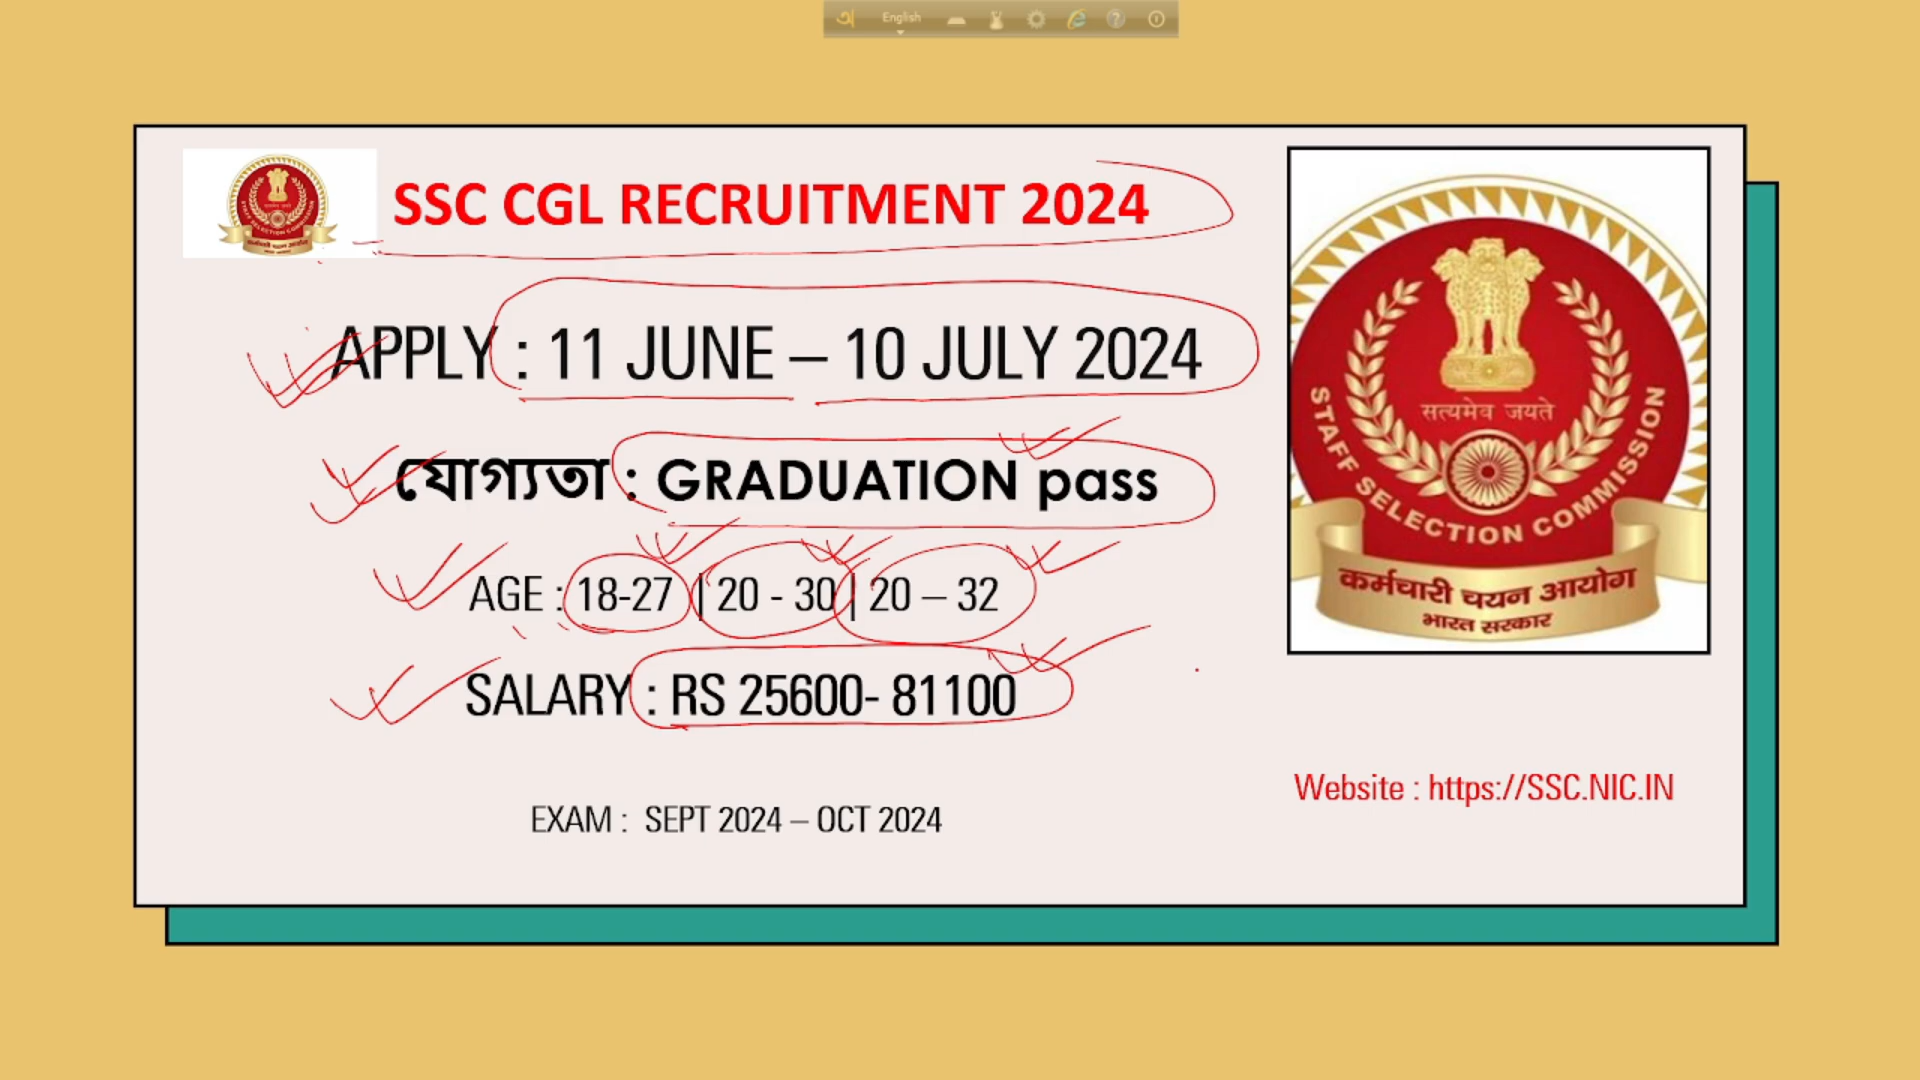 English
SSC CGL RECRUITMENT 2024
APPLY : 11 JUNE – 10 JULY 2024
যোগ্যতা : GRADUATION pass
AGE : 18-27 | 20 - 30 | 20 – 32
SALARY : RS 25600- 81100
EXAM : SEPT 2024 – OCT 2024
सत्यमेव जयते
STAFF SELECTION COMMISSION
कर्मचारी चयन आयोग
भारत सरकार
Website : https://SSC.NIC.IN